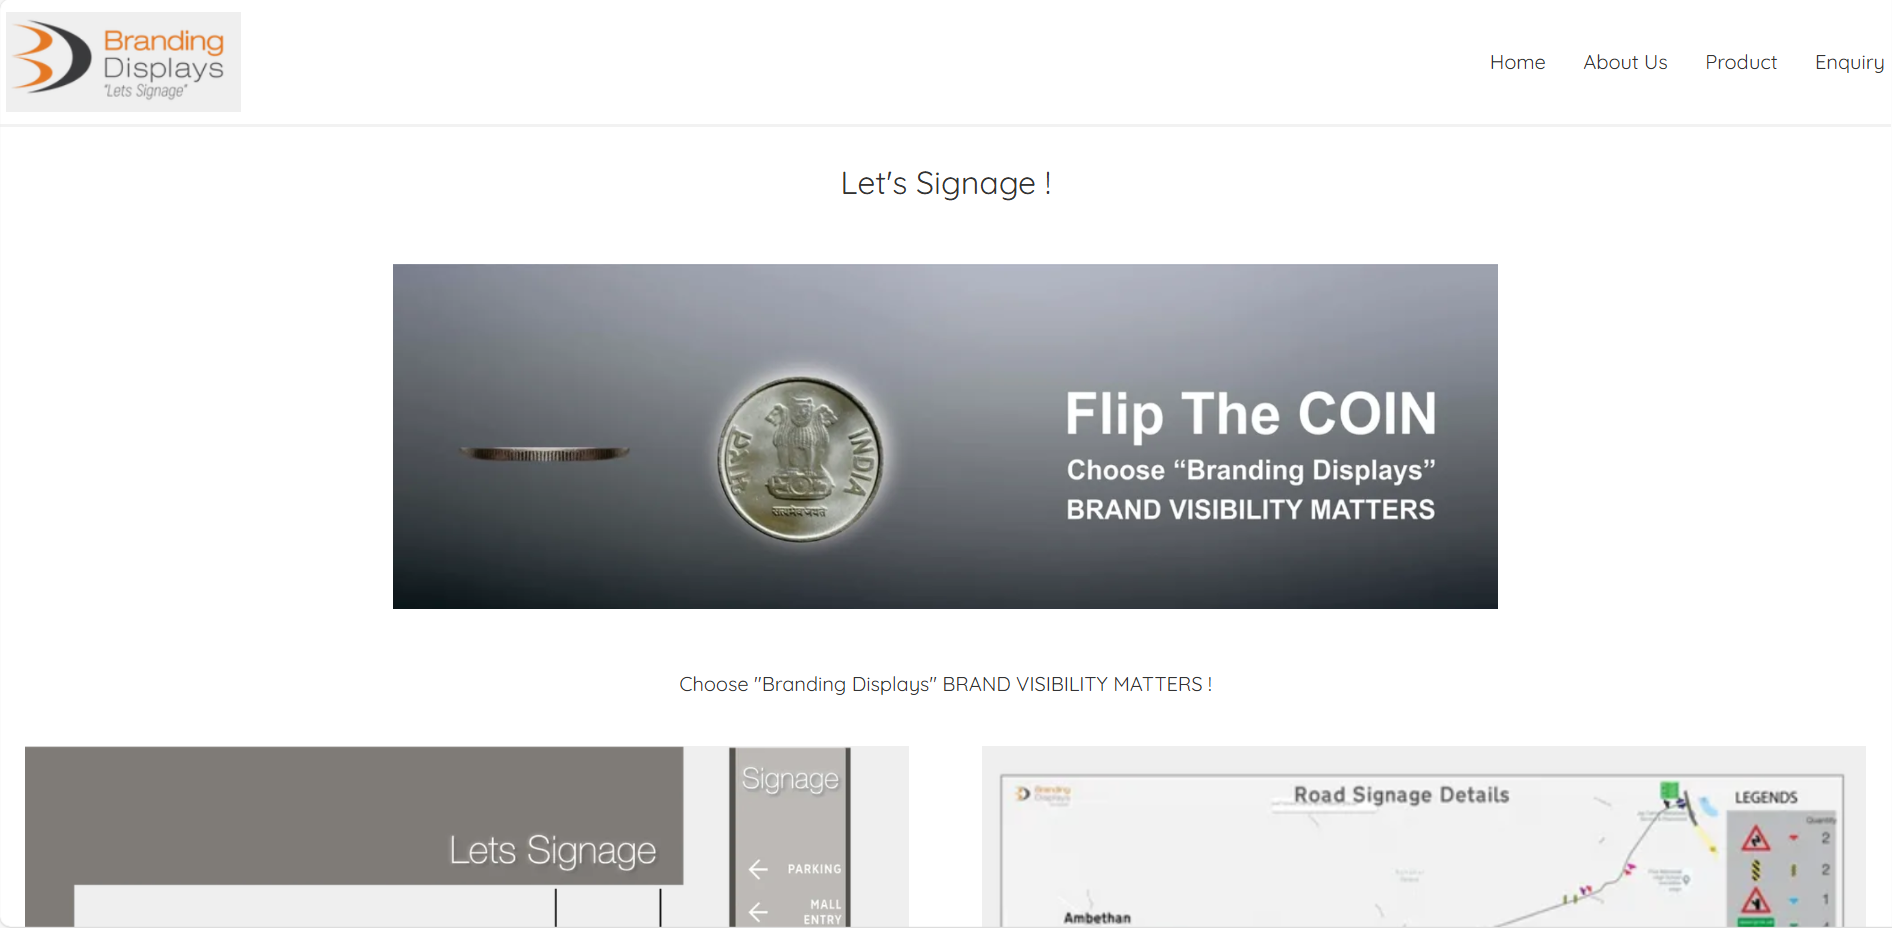 Branding
Displays
"Lets Signage"
Home
About Us
Product
Enquiry
Let's Signage !
भारत
INDIA
सत्यमेव जयते
Flip The COIN
Choose “Branding Displays”
BRAND VISIBILITY MATTERS
Choose "Branding Displays" BRAND VISIBILITY MATTERS !
Lets Signage
Signage
PARKING
MALL
ENTRY
Branding
Displays
Road Signage Details
LEGENDS
Quantity
2
2
1
Ambethan